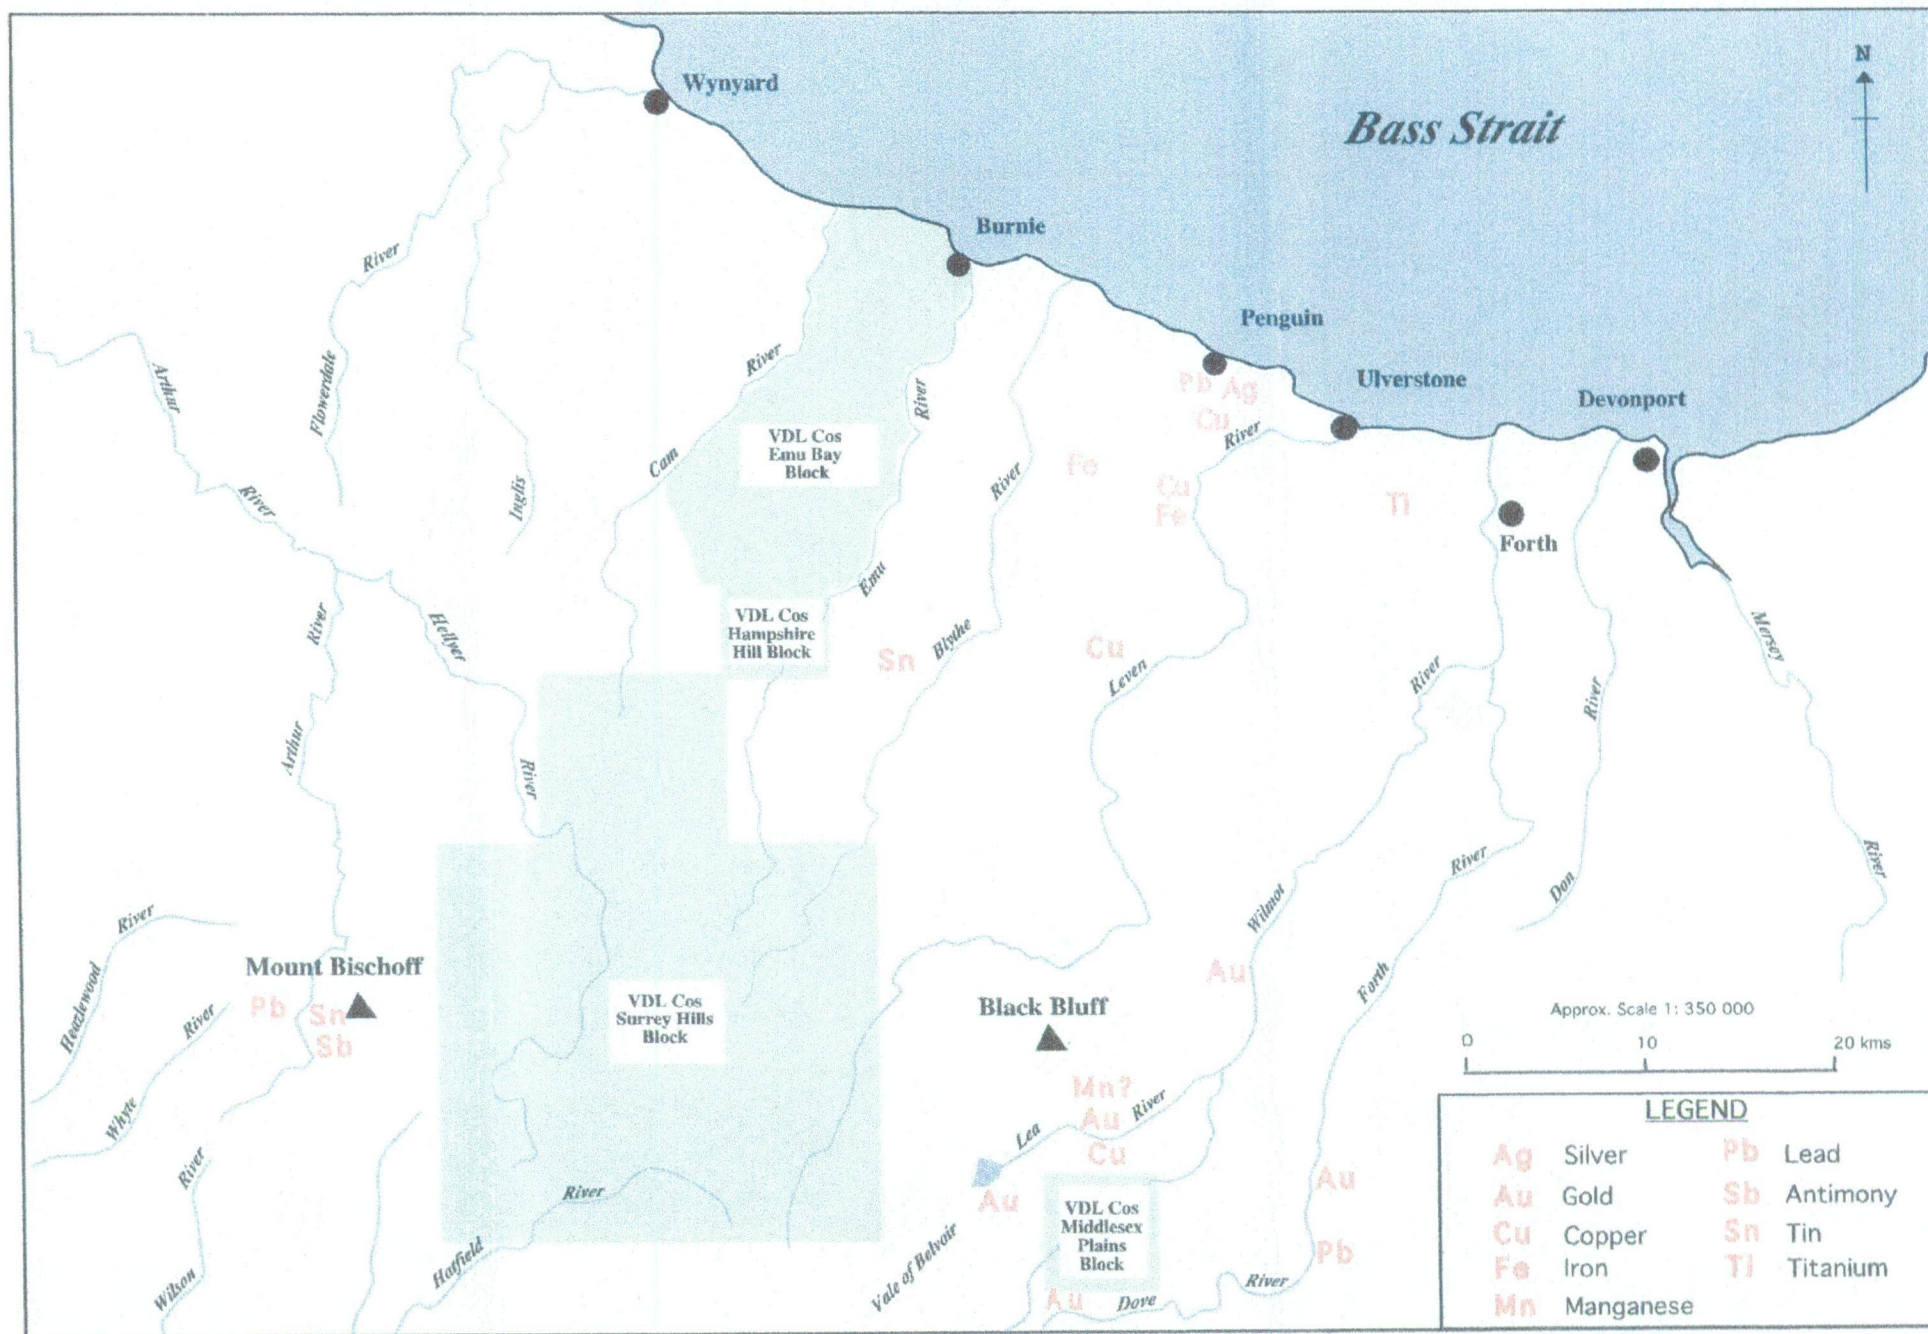 N
Wynyard
Bass Strait
Burnie
River
Penguin
Arthur
Flowerdale
River
River
Ulverstone
Devonport
Pb Ag
Cu
River
VDL Cos
Emu Bay
Block
Cam
River
Fe
Cu
Fe
Ti
River
Inglis
Forth
Emu
River
Hellyer
VDL Cos
Hampshire
Hill Block
Blythe
Sn
Cu
Leven
River
River
Mersey
Arthur
River
River
Wilmot
River
Don
River
Heazlewood
River
Mount Bischoff
Pb
Sn
Sb
Whyte
River
VDL Cos
Surrey Hills
Block
Black Bluff
Au
Forth
Approx. Scale 1: 350 000
0 10 20 kms
Mn?
Au
Cu
Lea
River
River
Wilson
Hatfield
River
Au
Vale of Belvoir
VDL Cos
Middlesex
Plains
Block
Au
Pb
Au
Dove
River
LEGEND
Ag Silver
Au Gold
Cu Copper
Fe Iron
Mn Manganese
Pb Lead
Sb Antimony
Sn Tin
Ti Titanium